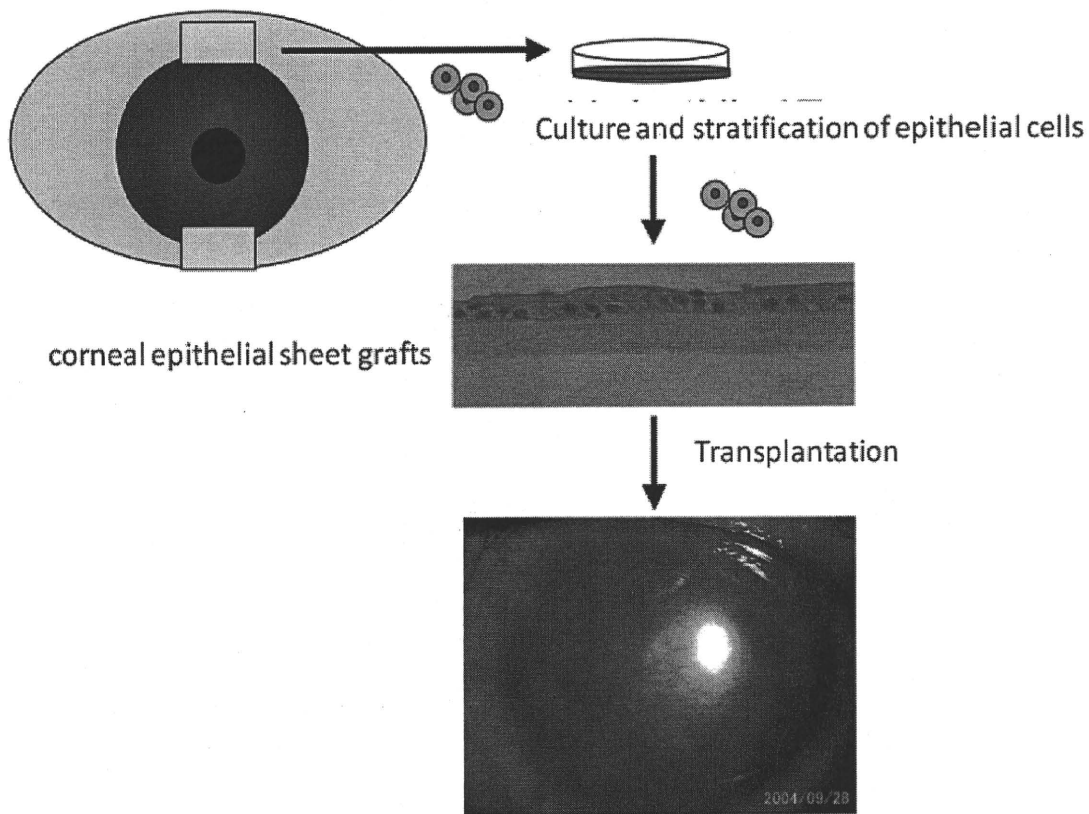 Culture and stratification of epithelial cells
corneal epithelial sheet grafts
Transplantation
2004/09/28